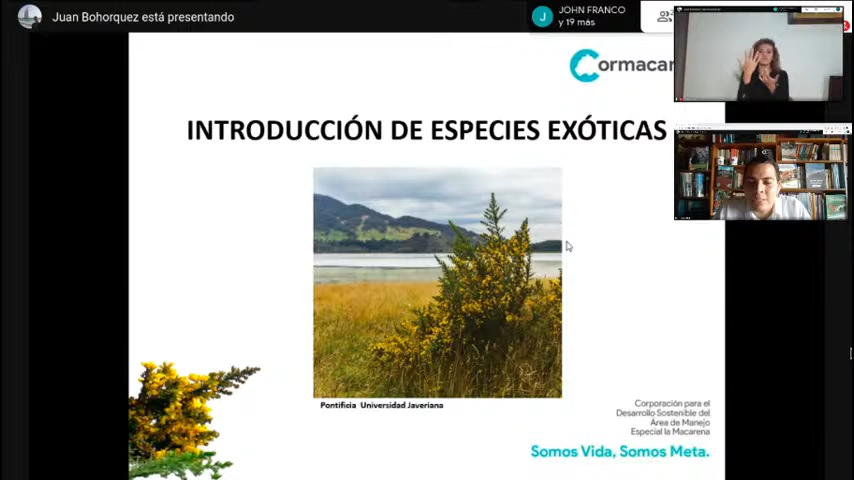 Juan Bohorquez está presentando
JOHN FRANCO
y 19 más
Cormacar
INTRODUCCIÓN DE ESPECIES EXÓTICAS
Pontificia Universidad Javeriana
Corporación para el
Desarrollo Sostenible del
Área de Manejo
Especial la Macarena
Somos Vida, Somos Meta.